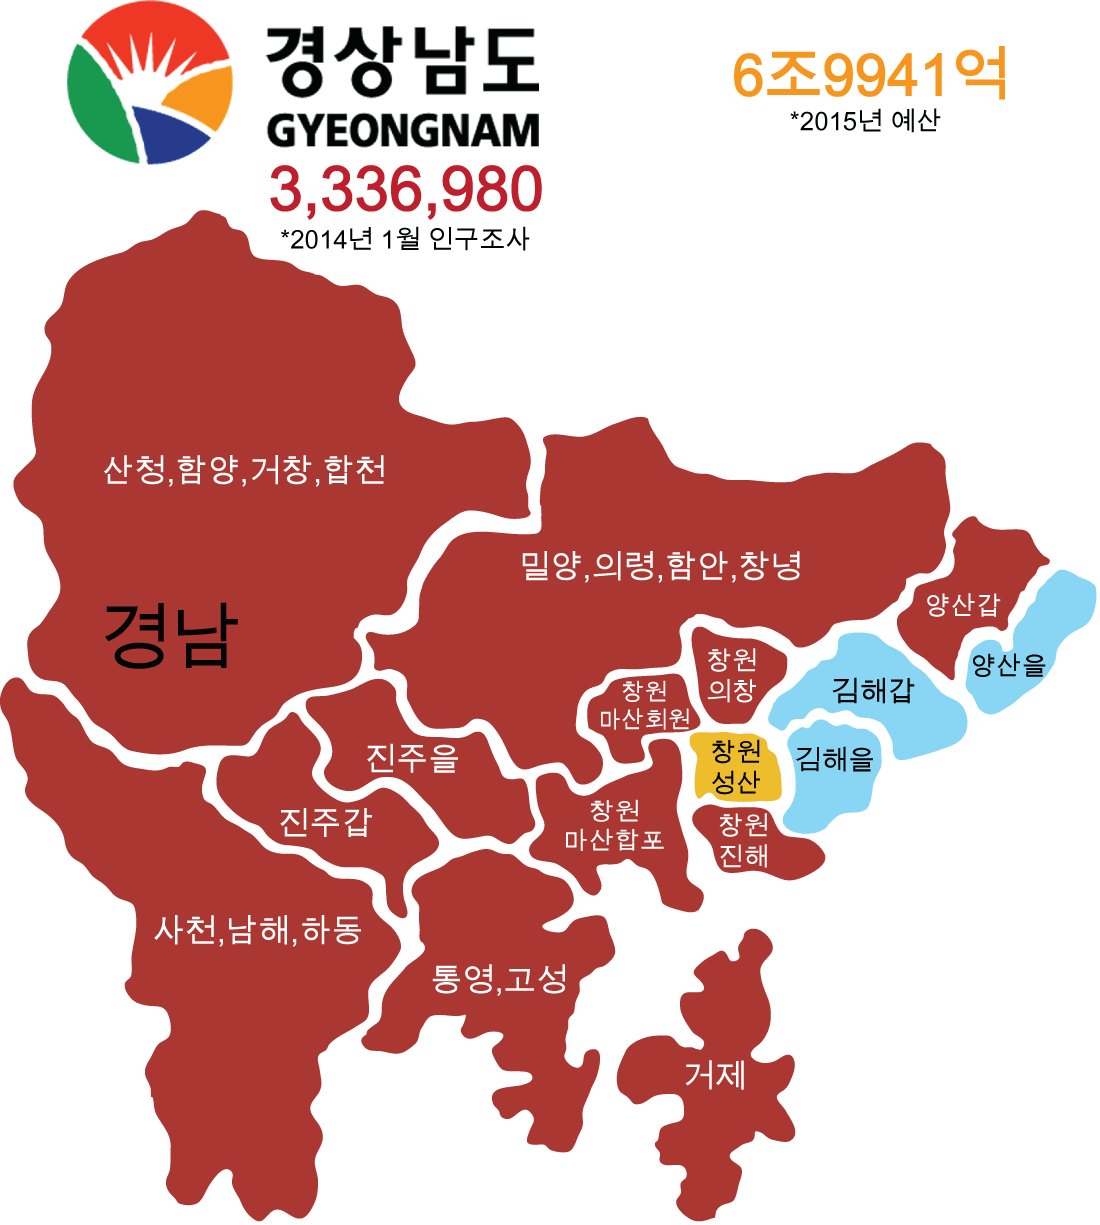 경상남도
GYEONGNAM
3,336,980
*2014년 1월 인구조사
6조9941억
*2015년 예산
산청,함양,거창,합천
밀양,의령,함안,창녕
경남
양산갑
양산을
창원
의창
창원
마산회원
김해갑
진주을
창원
성산
김해을
진주갑
창원
마산합포
창원
진해
사천,남해,하동
통영,고성
거제